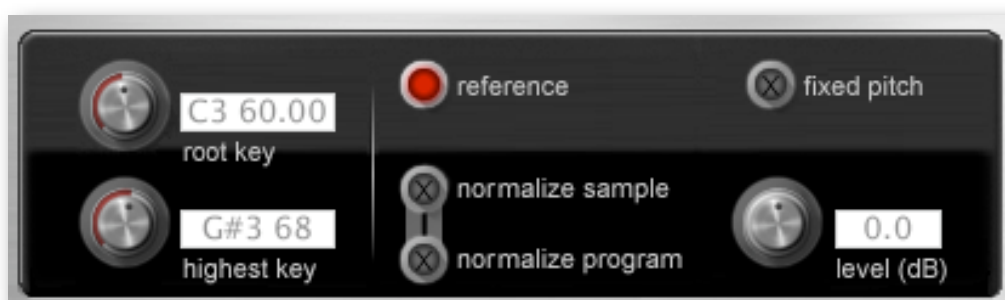 C3 60.00
root key
G#3 68
highest key
reference
normalize sample
normalize program
fixed pitch
0.0
level (dB)